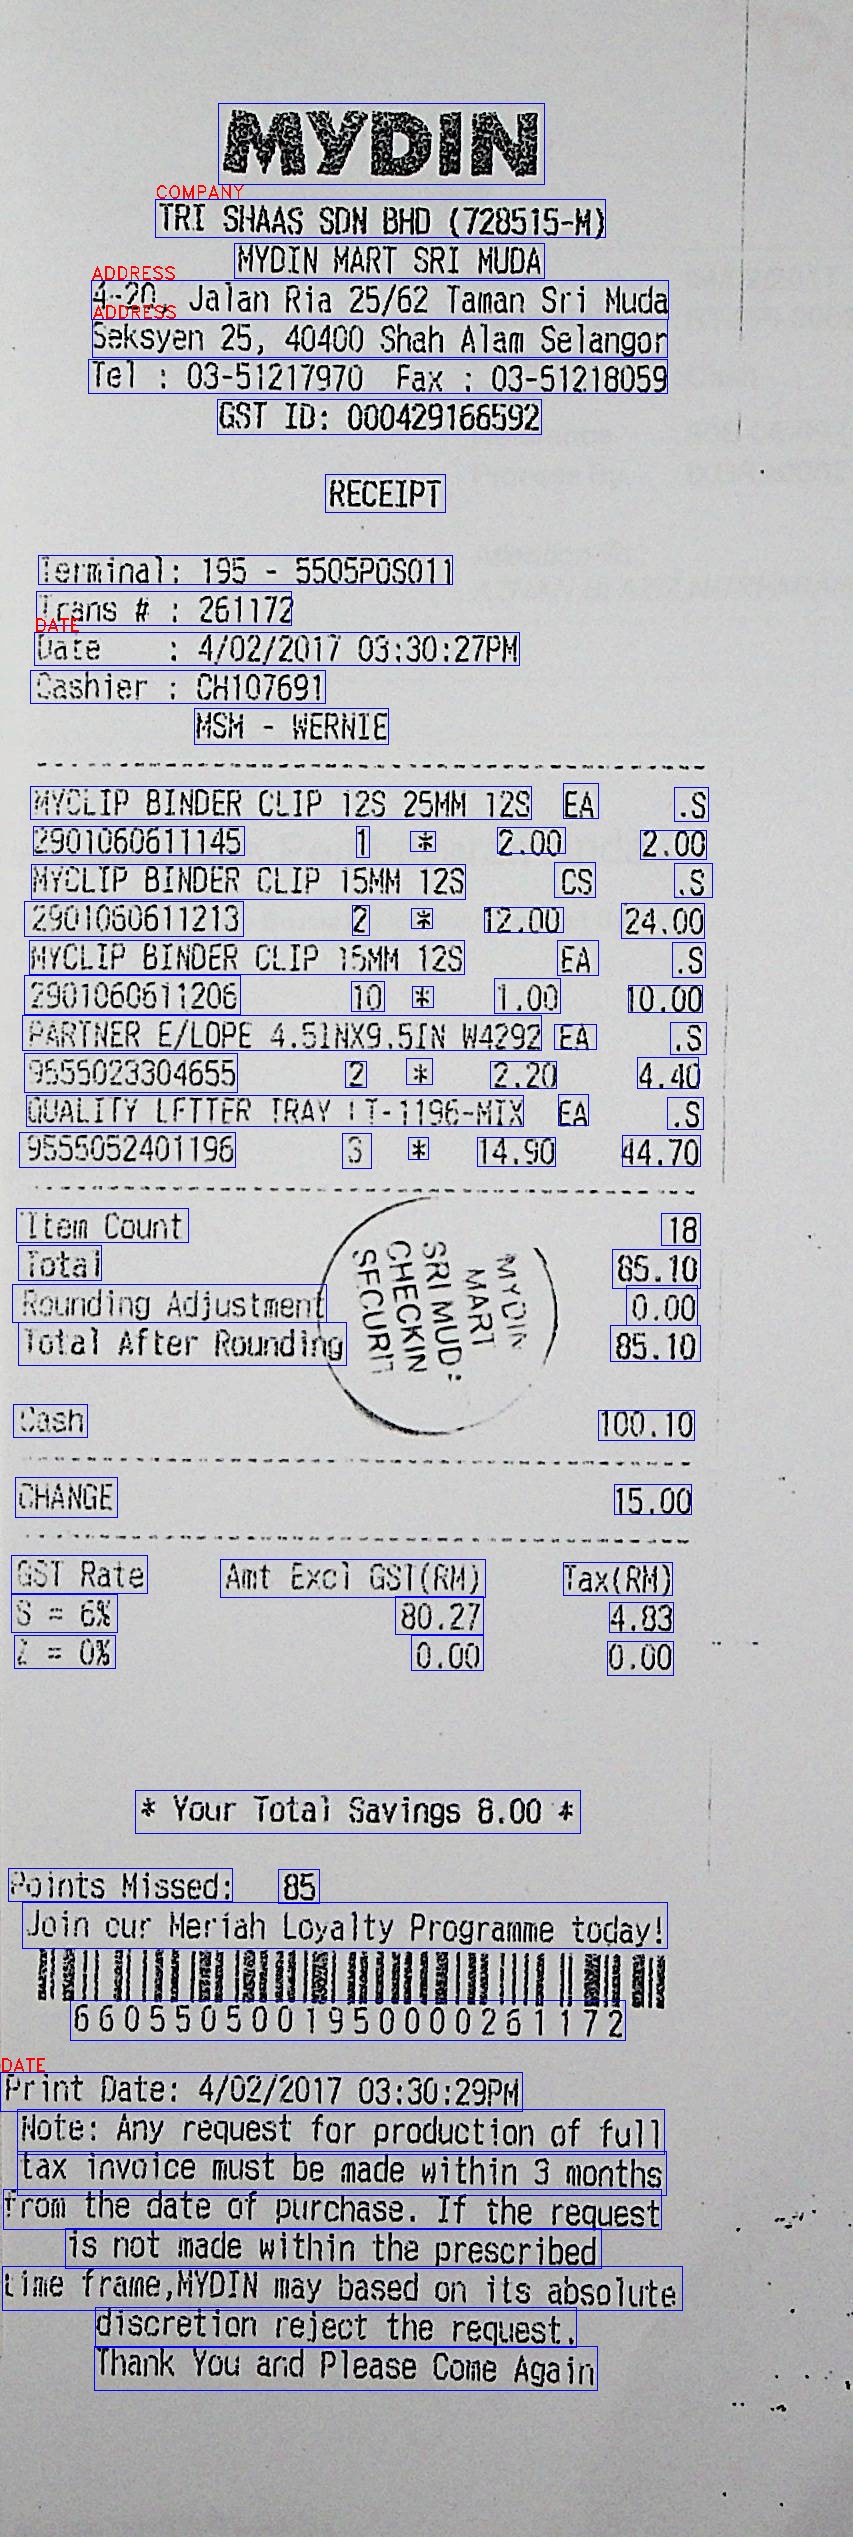 MYDIN
COMPANY
TRI SHAAS SDN BHD (728515-M)
MYDIN MART SRI MUDA
ADDRESS
4-20, Jalan Ria 25/62 Taman Sri Muda
ADDRESS
Seksyen 25, 40400 Shah Alam Selangor
Tel : 03-51217970 Fax : 03-51218059
GST ID: 000429166592
RECEIPT
Terminal: 195 - 5505POS011
Trans # : 261172
DATE
Date : 4/02/2017 03:30:27PM
Cashier : CH107691
MSM - WERNIE
MYCLIP BINDER CLIP 12S 25MM 12S EA .S
2901060611145 1 * 2.00 2.00
MYCLIP BINDER CLIP 15MM 12S CS .S
2901060611213 2 * 12.00 24.00
MYCLIP BINDER CLIP 15MM 12S EA .S
2901060611206 10 * 1.00 10.00
PARTNER E/LOPE 4.5INX9.5IN W4292 EA .S
9555023304655 2 * 2.20 4.40
QUALITY LETTER TRAY LT-1196-MIX EA .S
9555052401196 3 * 14.90 44.70
Item Count 18
Total 85.10
Rounding Adjustment 0.00
Total After Rounding 85.10
MYDIN
MART
SRI MUD
CHECKIN
SECURIT
Cash 100.10
CHANGE 15.00
GST Rate Amt Excl GST(RM) Tax(RM)
S = 6% 80.27 4.83
Z = 0% 0.00 0.00
* Your Total Savings 8.00 *
Points Missed: 85
Join our Meriah Loyalty Programme today!
6605505001950000261172
DATE
Print Date: 4/02/2017 03:30:29PM
Note: Any request for production of full
tax invoice must be made within 3 months
from the date of purchase. If the request
is not made within the prescribed
time frame,MYDIN may based on its absolute
discretion reject the request.
Thank You and Please Come Again